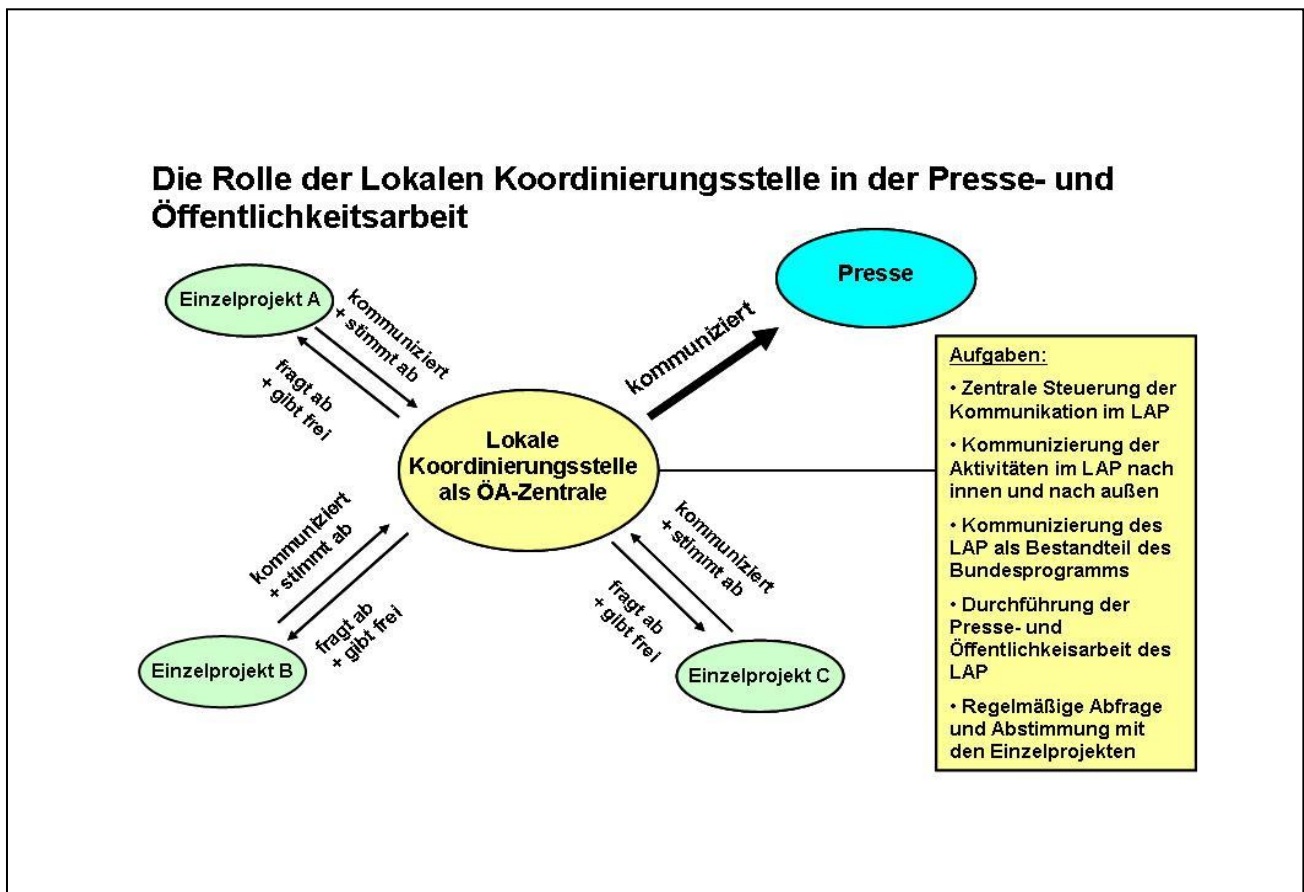 Die Rolle der Lokalen Koordinierungsstelle in der Presse- und
Öffentlichkeitsarbeit
Presse
Einzelprojekt A
kommuniziert
+ stimmt ab
fragt ab
+ gibt frei
kommuniziert
Lokale
Koordinierungsstelle
als ÖA-Zentrale
kommuniziert
+ stimmt ab
fragt ab
+ gibt frei
Einzelprojekt B
kommuniziert
+ stimmt ab
fragt ab
+ gibt frei
Einzelprojekt C
Aufgaben:
• Zentrale Steuerung der
Kommunikation im LAP
• Kommunizierung der
Aktivitäten im LAP nach
innen und nach außen
• Kommunizierung des
LAP als Bestandteil des
Bundesprogramms
• Durchführung der
Presse- und
Öffentlichkeisarbeit des
LAP
• Regelmäßige Abfrage
und Abstimmung mit
den Einzelprojekten